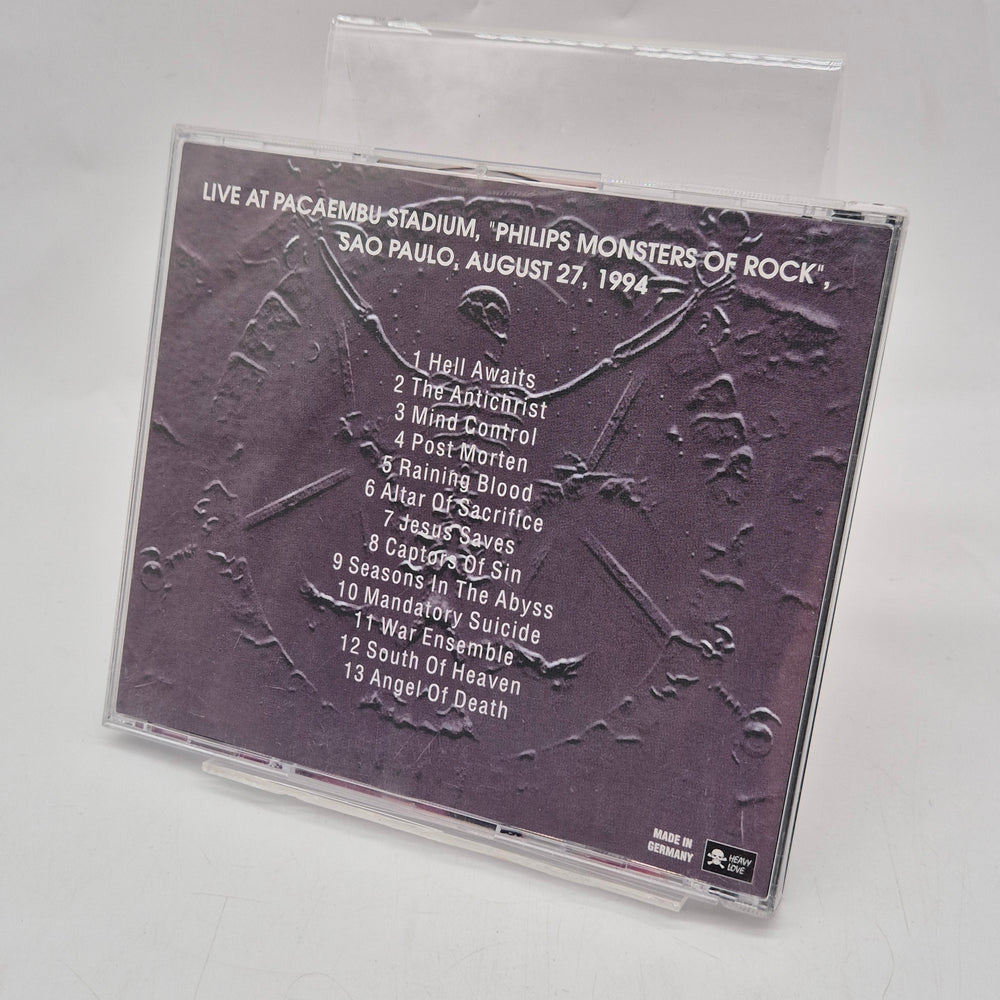 LIVE AT PACAEMBU STADIUM, "PHILIPS MONSTERS OF ROCK",
SAO PAULO, AUGUST 27, 1994
1 Hell Awaits
2 The Antichrist
3 Mind Control
4 Post Morten
5 Raining Blood
6 Altar Of Sacrifice
7 Jesus Saves
8 Captors Of Sin
9 Seasons In The Abyss
10 Mandatory Suicide
11 War Ensemble
12 South Of Heaven
13 Angel Of Death
MADE IN
GERMANY
HEAVY
LOVE